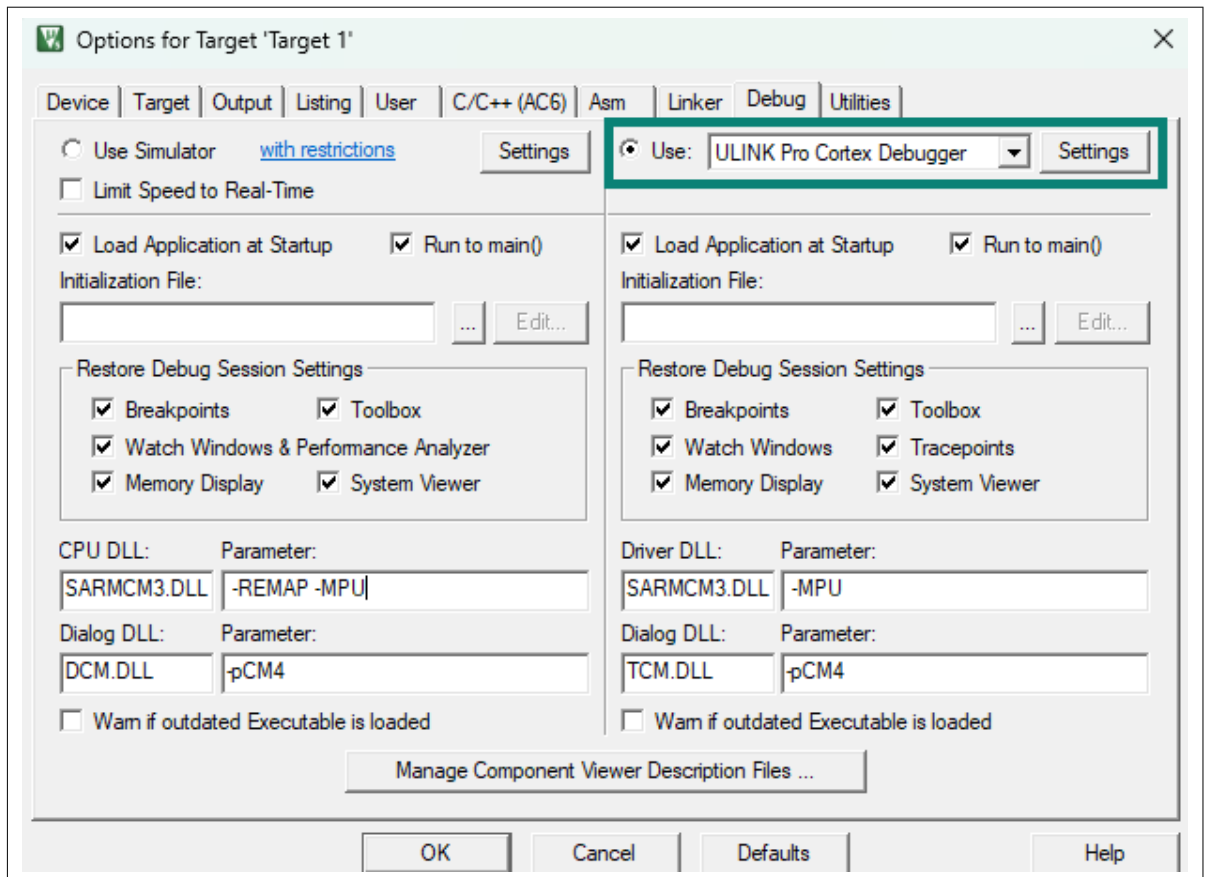 Options for Target 'Target 1'
Device Target Output Listing User C/C++ (AC6) Asm Linker Debug Utilities
Use Simulator with restrictions Settings
Limit Speed to Real-Time
Use: ULINK Pro Cortex Debugger Settings
Load Application at Startup Run to main()
Initialization File:
... Edit...
Restore Debug Session Settings
Breakpoints Toolbox
Watch Windows & Performance Analyzer
Memory Display System Viewer
CPU DLL: Parameter:
SARMCM3.DLL -REMAP -MPU
Dialog DLL: Parameter:
DCM.DLL -pCM4
Warn if outdated Executable is loaded
Load Application at Startup Run to main()
Initialization File:
... Edit...
Restore Debug Session Settings
Breakpoints Toolbox
Watch Windows Tracepoints
Memory Display System Viewer
Driver DLL: Parameter:
SARMCM3.DLL -MPU
Dialog DLL: Parameter:
TCM.DLL -pCM4
Warn if outdated Executable is loaded
Manage Component Viewer Description Files ...
OK Cancel Defaults Help